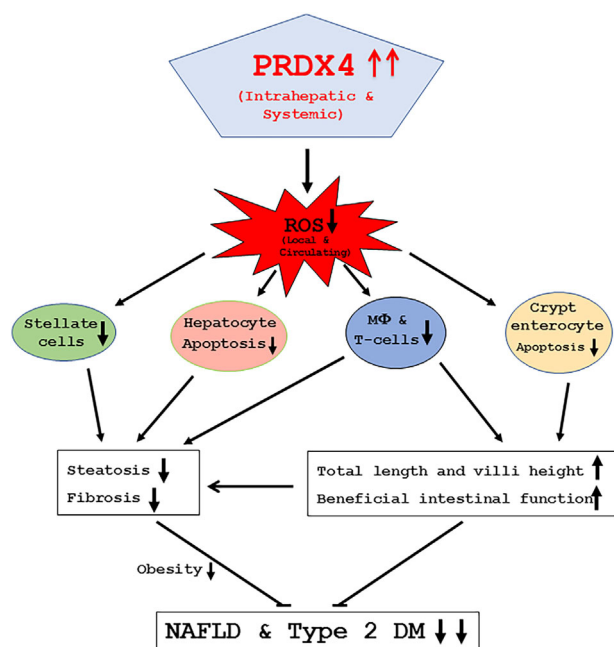 PRDX4 ↑↑
(Intrahepatic &
Systemic)
ROS↓
(Local &
Circulating)
Stellate
cells ↓
Hepatocyte
Apoptosis↓
MΦ &
T-cells ↓
Crypt
enterocyte
Apoptosis ↓
Steatosis ↓
Fibrosis ↓
Total length and villi height ↑
Beneficial intestinal function ↑
Obesity ↓
NAFLD & Type 2 DM ↓↓